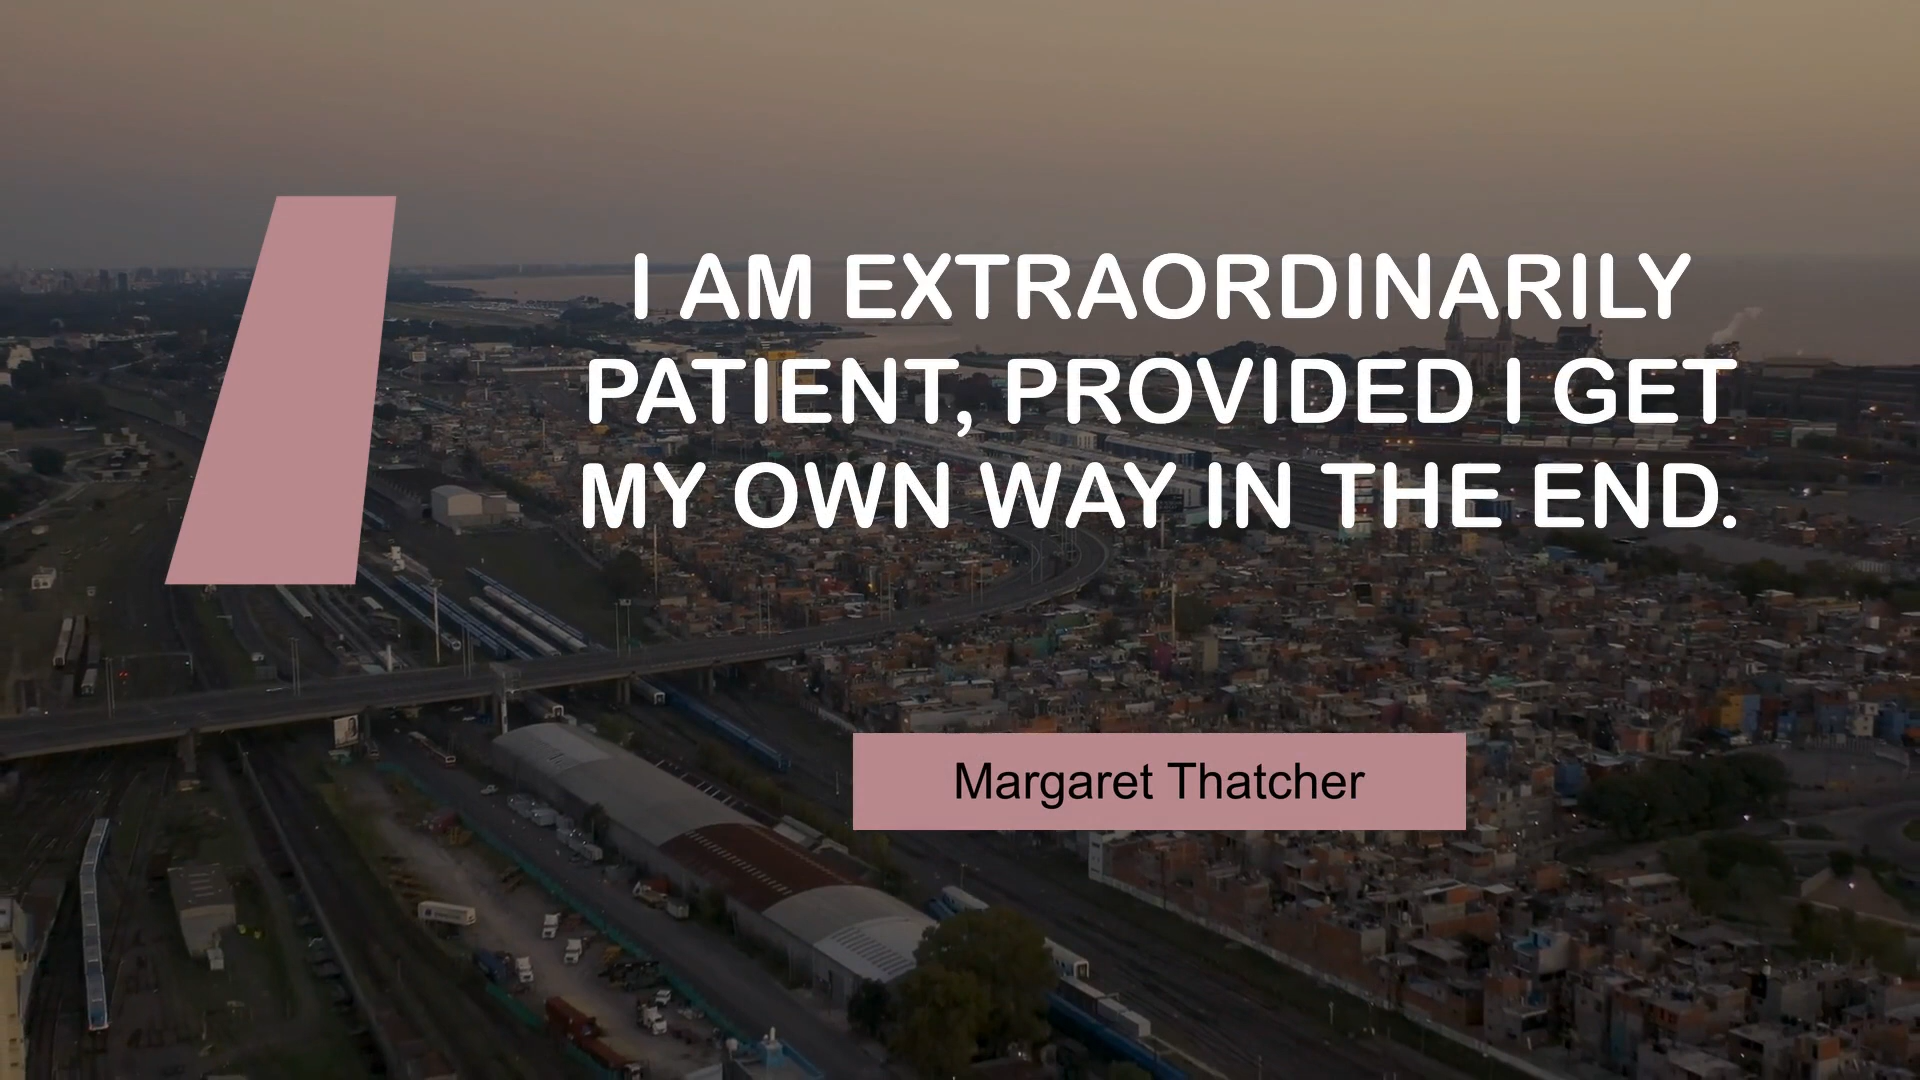 I AM EXTRAORDINARILY
PATIENT, PROVIDED I GET
MY OWN WAY IN THE END.
Margaret Thatcher